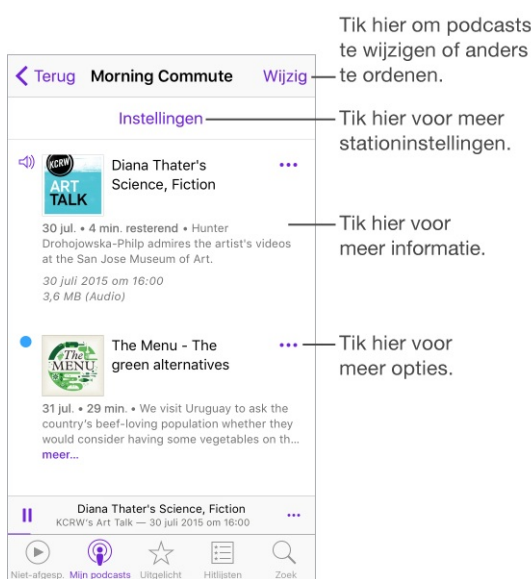 Tik hier om podcasts
te wijzigen of anders
te ordenen.
Terug Morning Commute Wijzig
Instellingen
Tik hier voor meer
stationinstellingen.
KCRW
ART
TALK
Diana Thater's
Science, Fiction
30 jul. • 4 min. resterend • Hunter
Drohojowska-Philp admires the artist's videos
at the San Jose Museum of Art.
30 juli 2015 om 16:00
3,6 MB (Audio)
Tik hier voor
meer informatie.
The
MENU
The Menu - The
green alternatives
Tik hier voor
meer opties.
31 jul. • 29 min. • We visit Uruguay to ask the
country's beef-loving population whether they
would consider having some vegetables on th...
meer...
Diana Thater's Science, Fiction
KCRW's Art Talk — 30 juli 2015 om 16:00
Niet-afgesp. Mijn podcasts Uitgelicht Hitlijsten Zoek